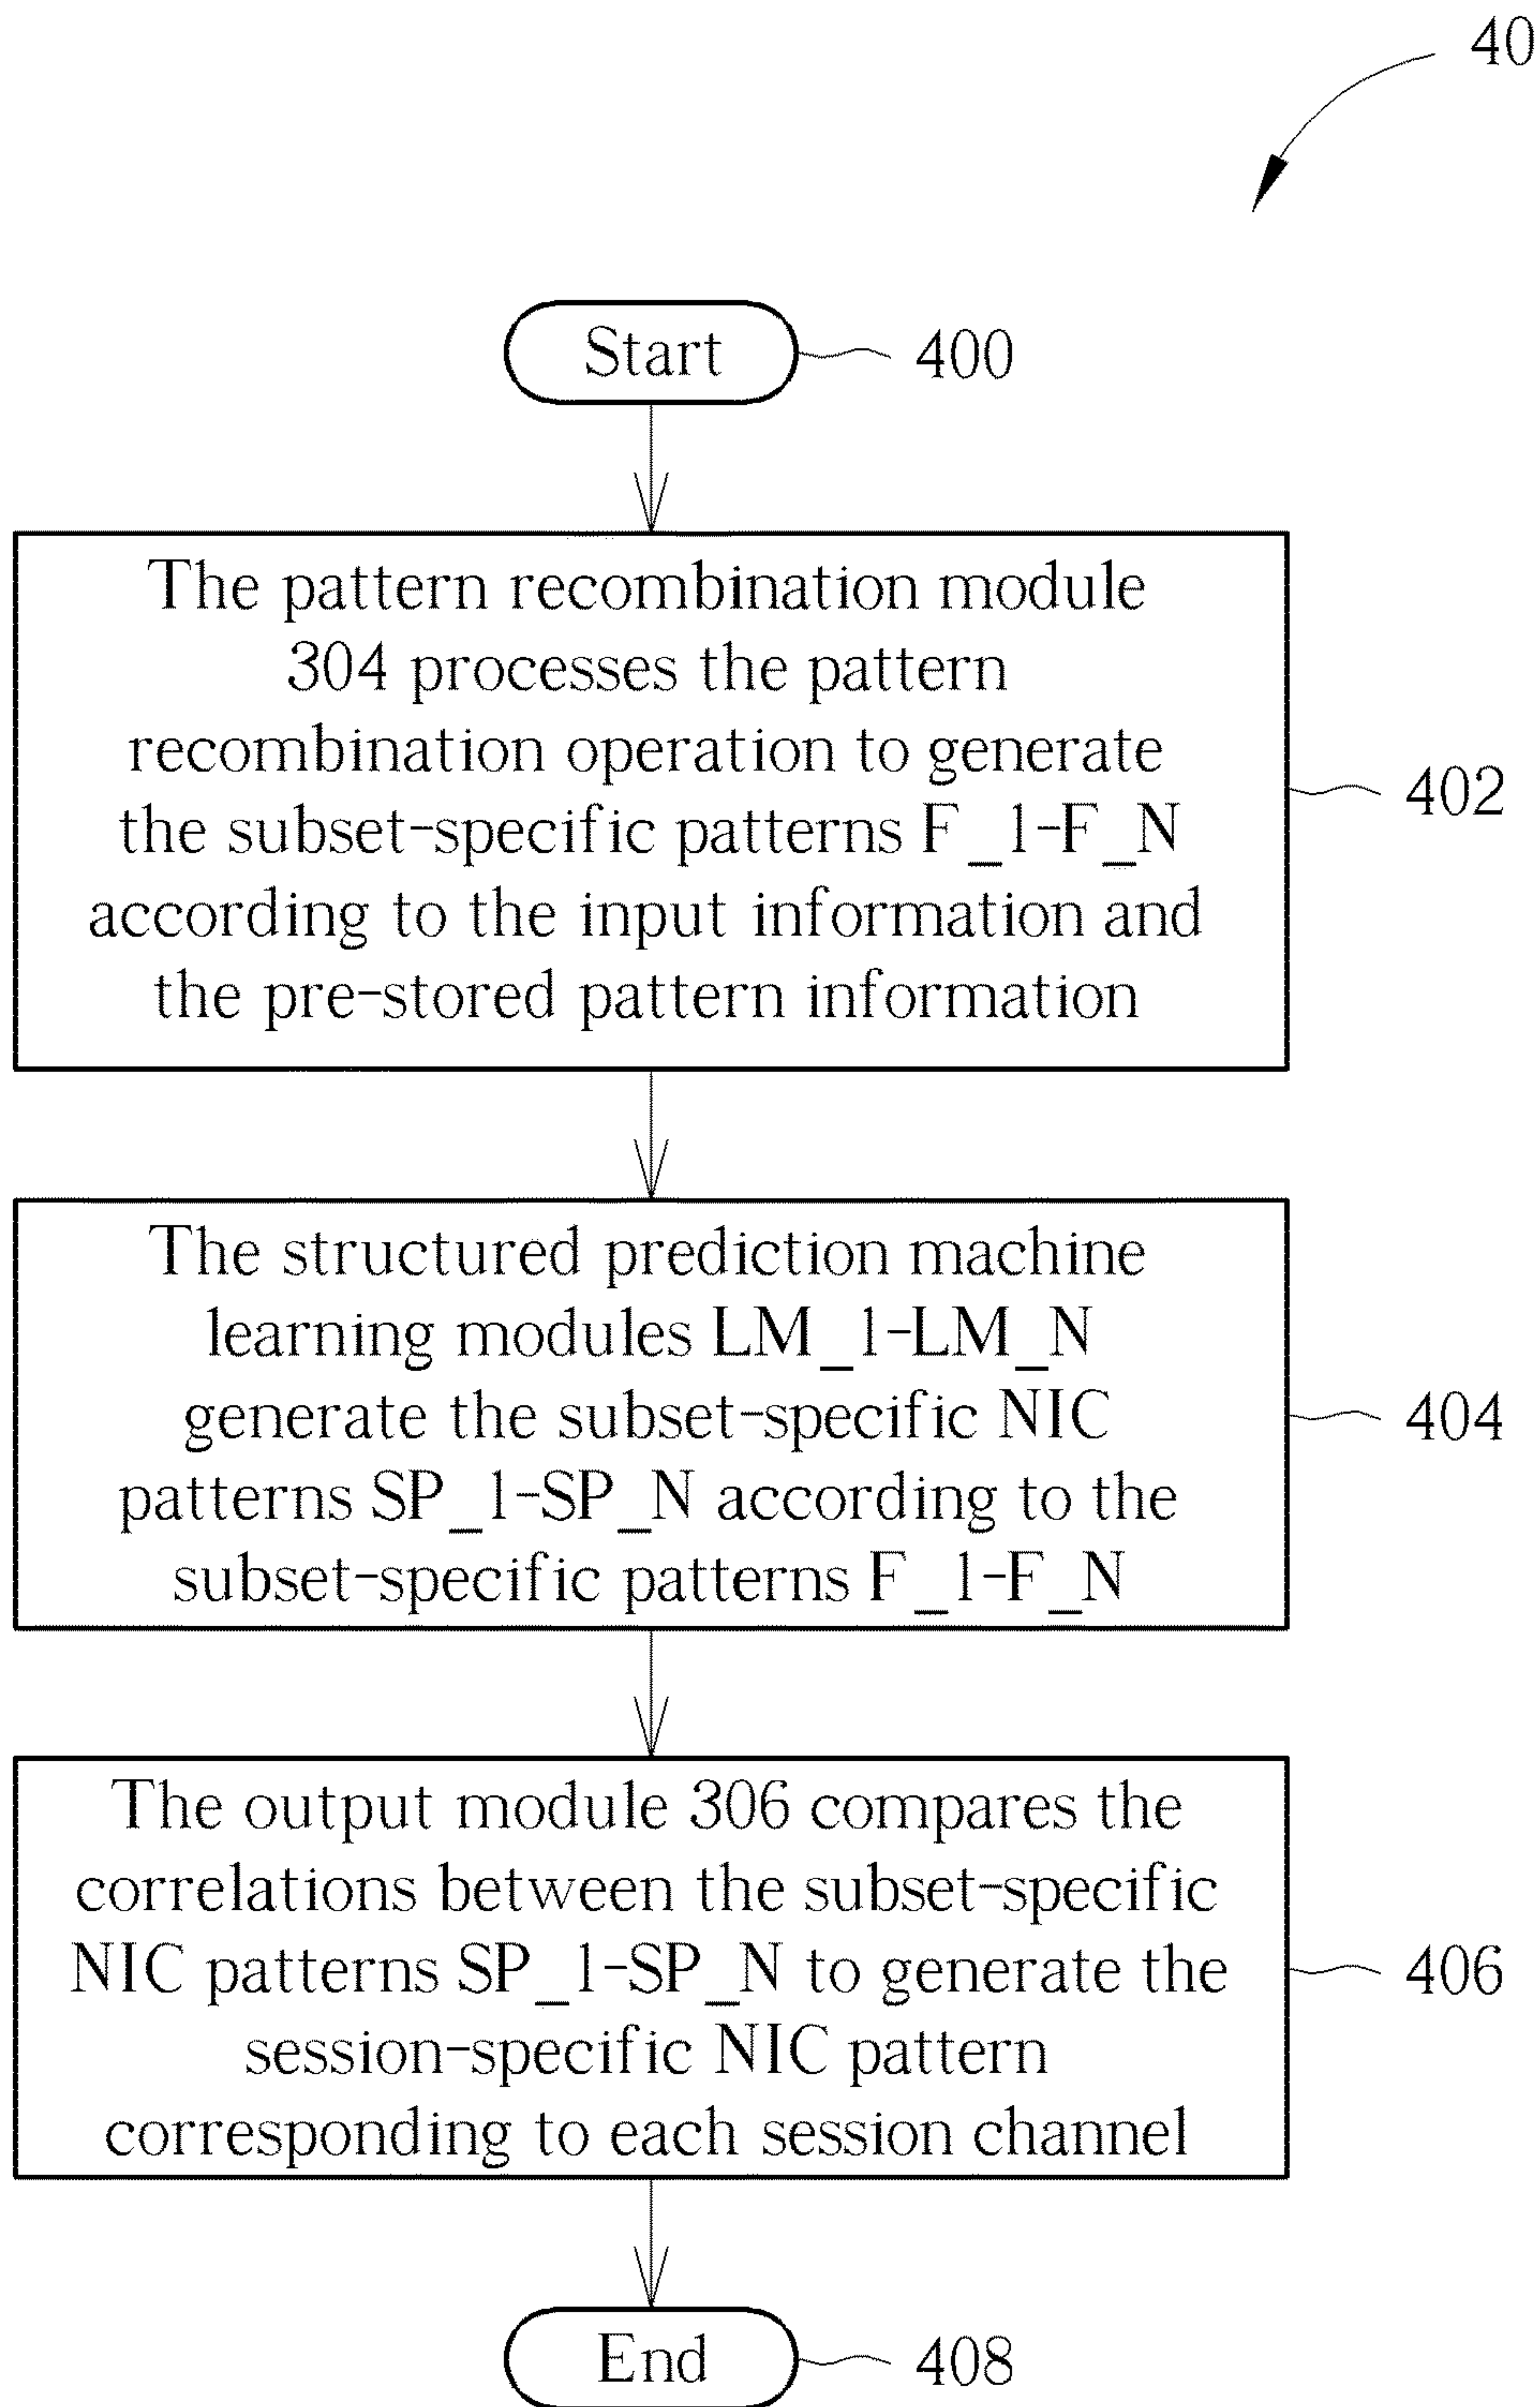 40
Start
400
The pattern recombination module
304 processes the pattern
recombination operation to generate
the subset-specific patterns F_1-F_N
according to the input information and
the pre-stored pattern information
402
The structured prediction machine
learning modules LM_1-LM_N
generate the subset-specific NIC
patterns SP_1-SP_N according to the
subset-specific patterns F_1-F_N
404
The output module 306 compares the
correlations between the subset-specific
NIC patterns SP_1-SP_N to generate the
session-specific NIC pattern
corresponding to each session channel
406
End
408